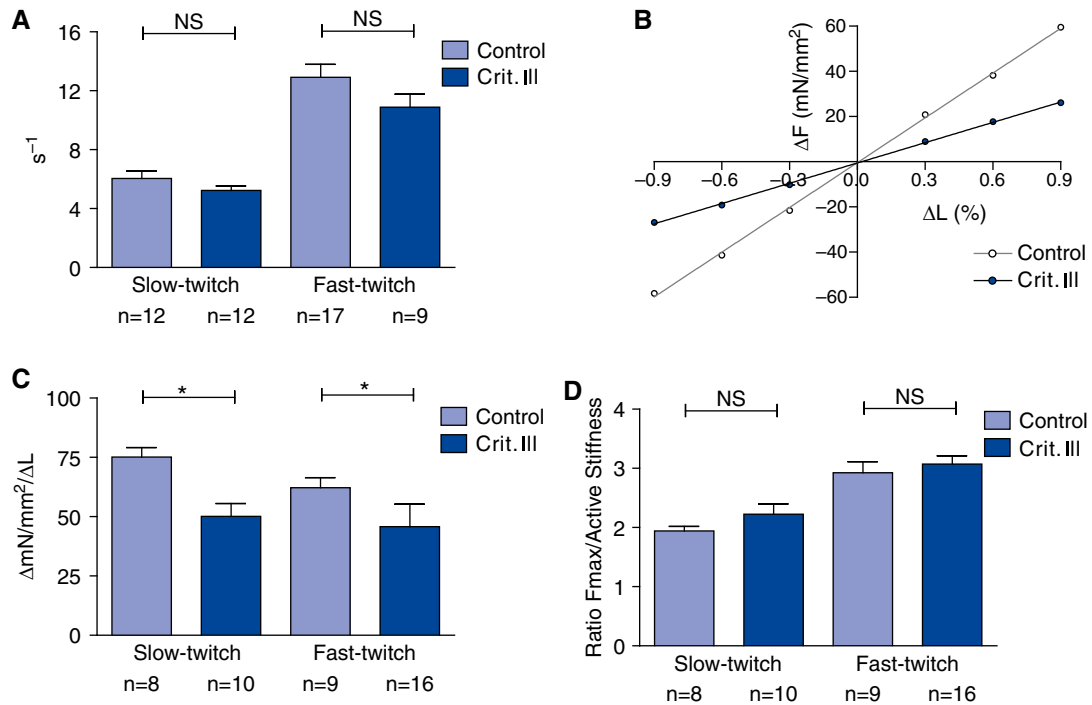 A
NS
NS
Control
Crit. Ill
16
12
8
4
0
s⁻¹
Slow-twitch
Fast-twitch
n=12
n=12
n=17
n=9
B
ΔF (mN/mm²)
60
40
20
−20
−40
−60
−0.9
−0.6
−0.3
0.0
0.3
0.6
0.9
ΔL (%)
Control
Crit. Ill
C
*
*
Control
Crit. Ill
100
75
50
25
0
ΔmN/mm²/ΔL
Slow-twitch
Fast-twitch
n=8
n=10
n=9
n=16
D
NS
NS
Control
Crit. Ill
4
3
2
1
0
Ratio Fmax/Active Stiffness
Slow-twitch
Fast-twitch
n=8
n=10
n=9
n=16